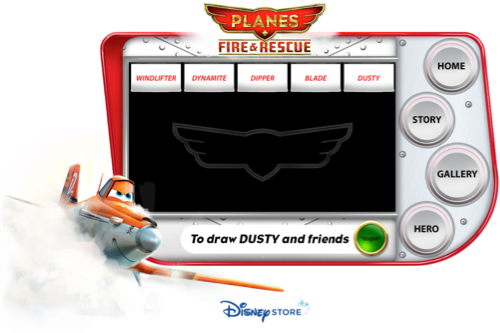 PLANES
FIRE & RESCUE
WINDLIFTER DYNAMITE DIPPER BLADE DUSTY
HOME
STORY
GALLERY
HERO
To draw DUSTY and friends
Disney STORE